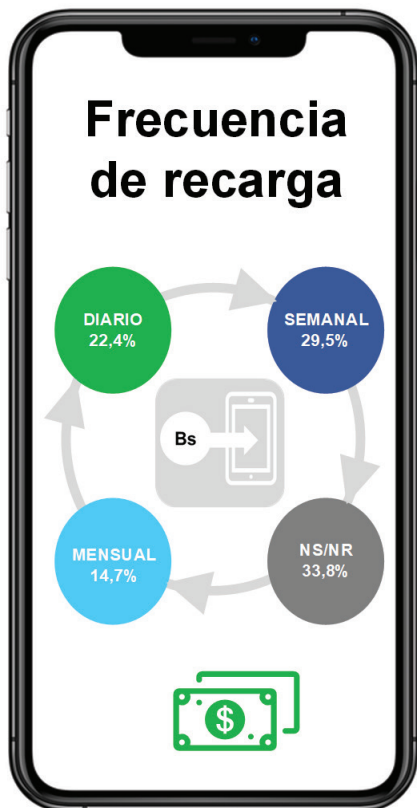 Frecuencia
de recarga
DIARIO
22,4%
SEMANAL
29,5%
Bs
MENSUAL
14,7%
NS/NR
33,8%
$